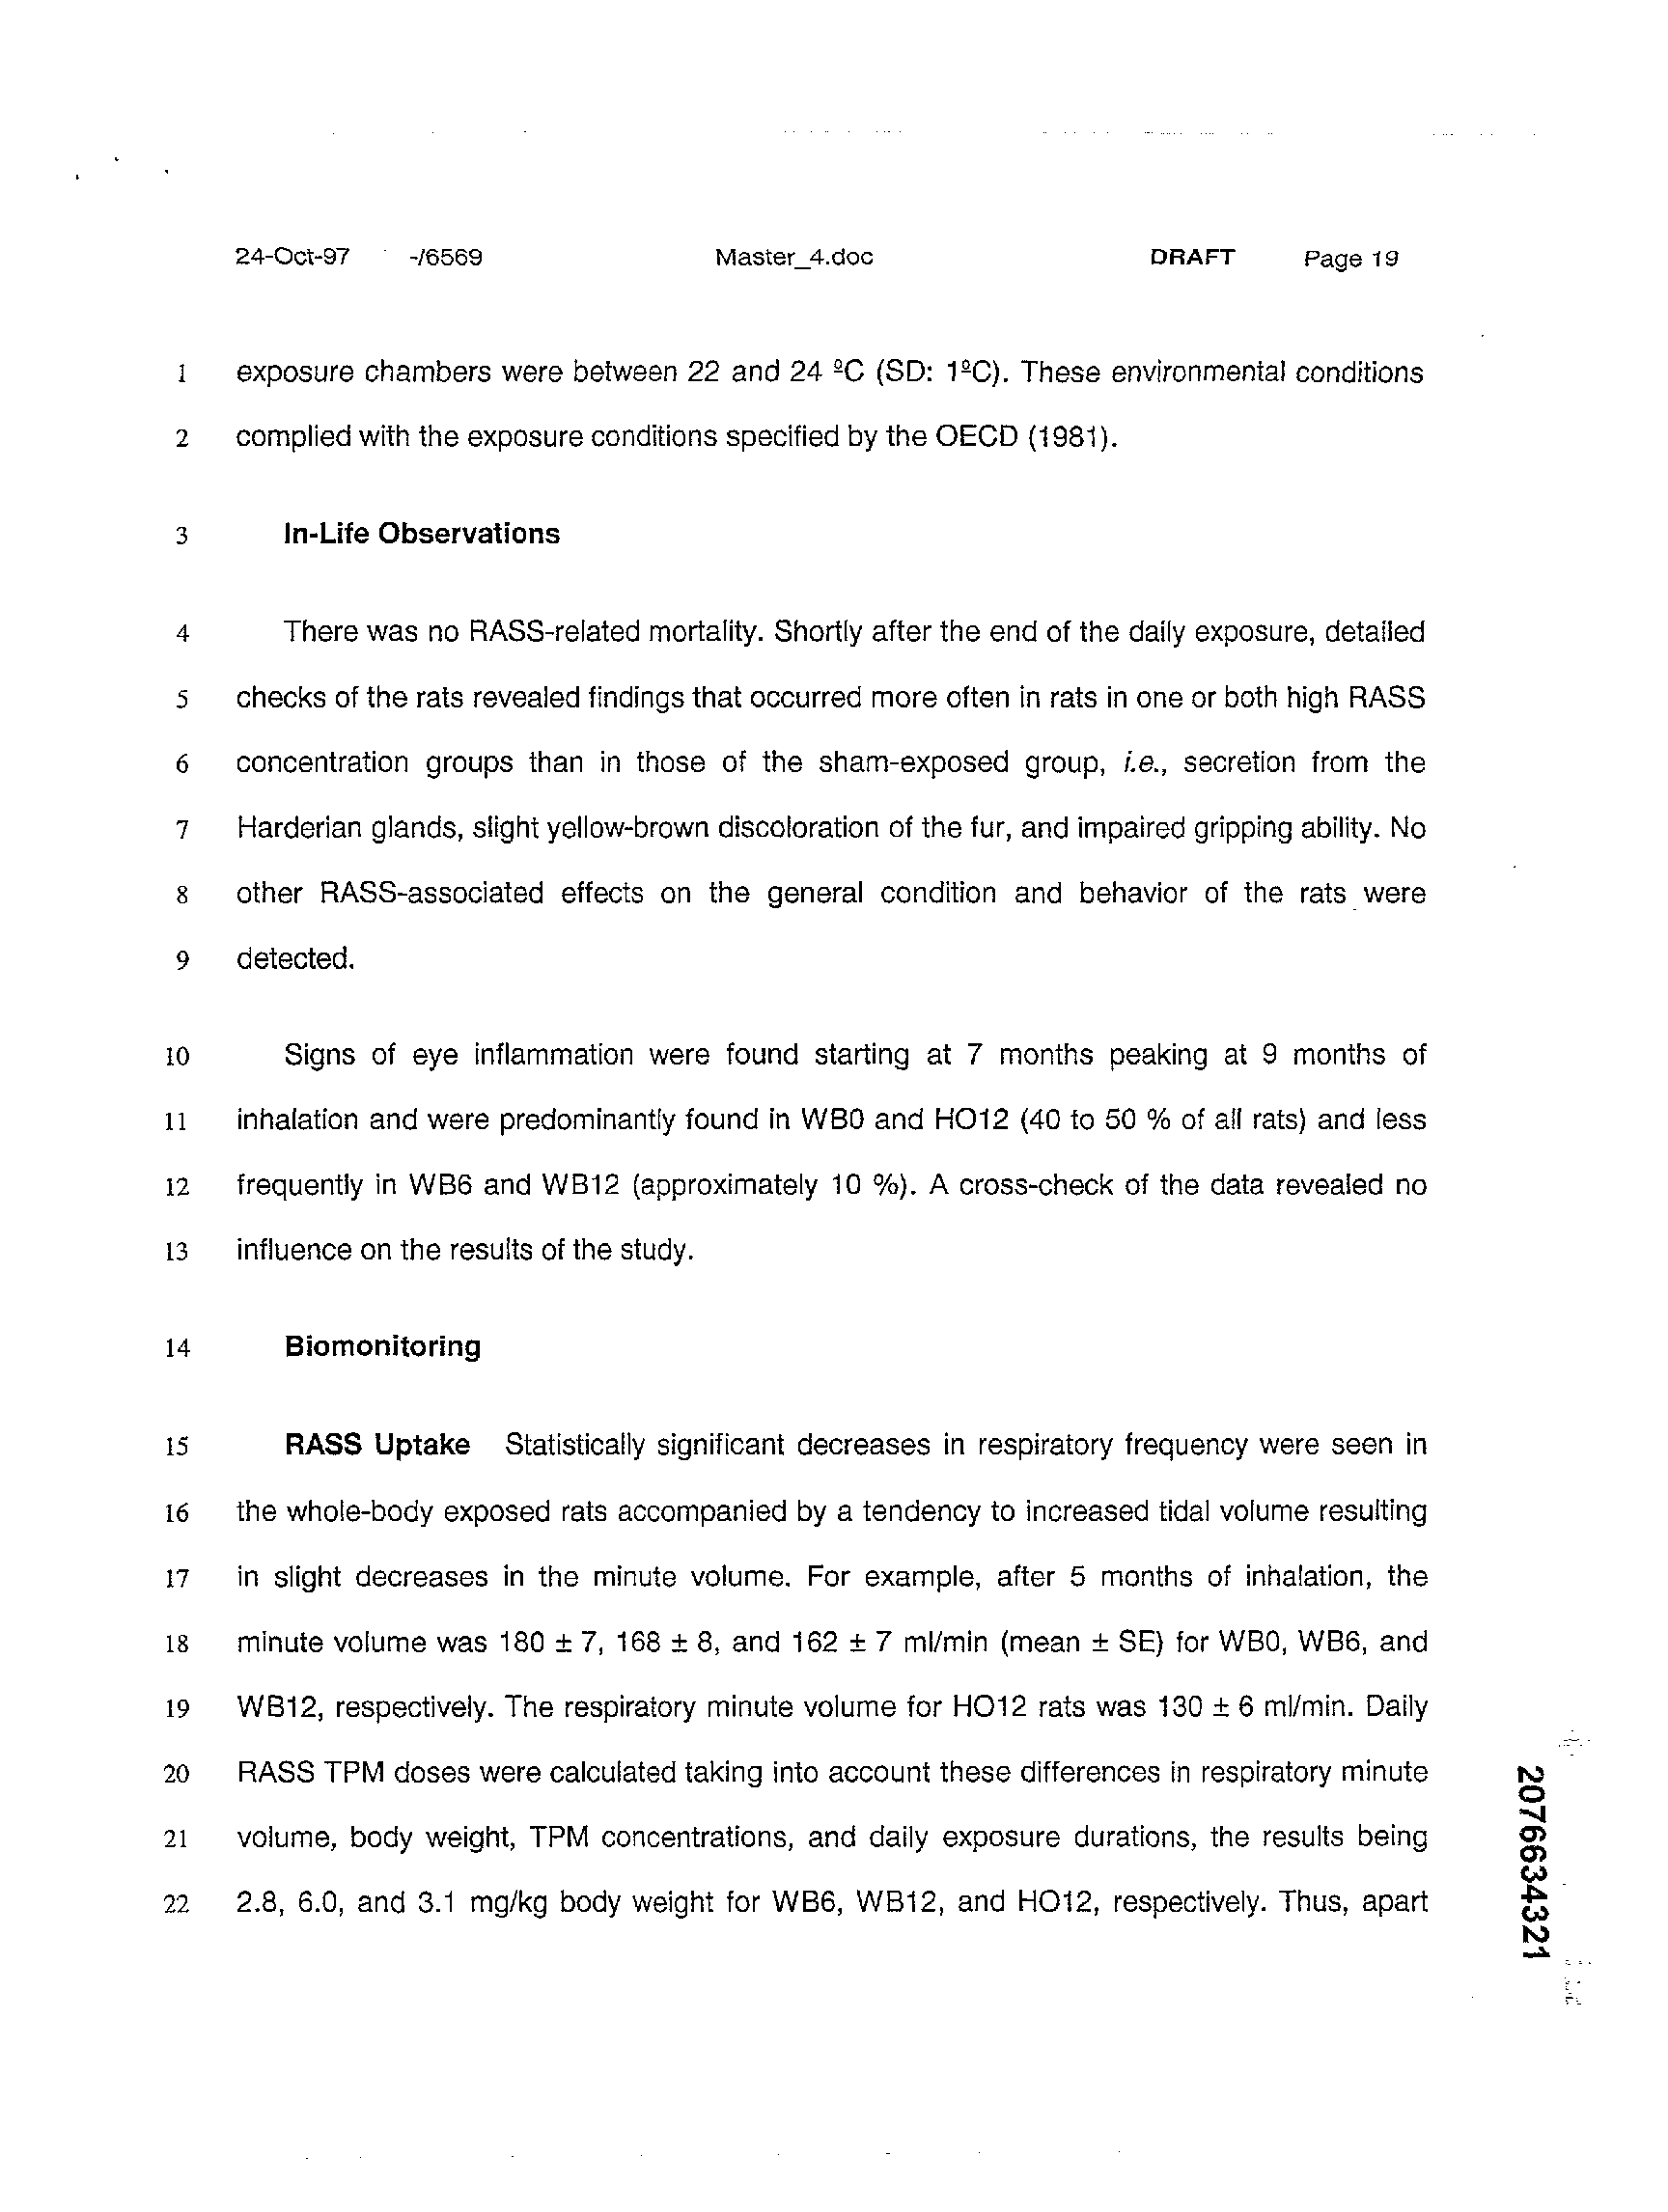 24-Oct-97 -/6569 Master_4.doc DRAFT Page 19
1 exposure chambers were between 22 and 24 ºC (SD: 1ºC). These environmental conditions
2 complied with the exposure conditions specified by the OECD (1981).
3 In-Life Observations
4 There was no RASS-related mortality. Shortly after the end of the daily exposure, detailed
5 checks of the rats revealed findings that occurred more often in rats in one or both high RASS
6 concentration groups than in those of the sham-exposed group, i.e., secretion from the
7 Harderian glands, slight yellow-brown discoloration of the fur, and impaired gripping ability. No
8 other RASS-associated effects on the general condition and behavior of the rats were
9 detected.
10 Signs of eye inflammation were found starting at 7 months peaking at 9 months of
11 inhalation and were predominantly found in WB0 and HO12 (40 to 50 % of all rats) and less
12 frequently in WB6 and WB12 (approximately 10 %). A cross-check of the data revealed no
13 influence on the results of the study.
14 Biomonitoring
15 RASS Uptake Statistically significant decreases in respiratory frequency were seen in
16 the whole-body exposed rats accompanied by a tendency to increased tidal volume resulting
17 in slight decreases in the minute volume. For example, after 5 months of inhalation, the
18 minute volume was 180 ± 7, 168 ± 8, and 162 ± 7 ml/min (mean ± SE) for WB0, WB6, and
19 WB12, respectively. The respiratory minute volume for HO12 rats was 130 ± 6 ml/min. Daily
20 RASS TPM doses were calculated taking into account these differences in respiratory minute
21 volume, body weight, TPM concentrations, and daily exposure durations, the results being
22 2.8, 6.0, and 3.1 mg/kg body weight for WB6, WB12, and HO12, respectively. Thus, apart
2076634321